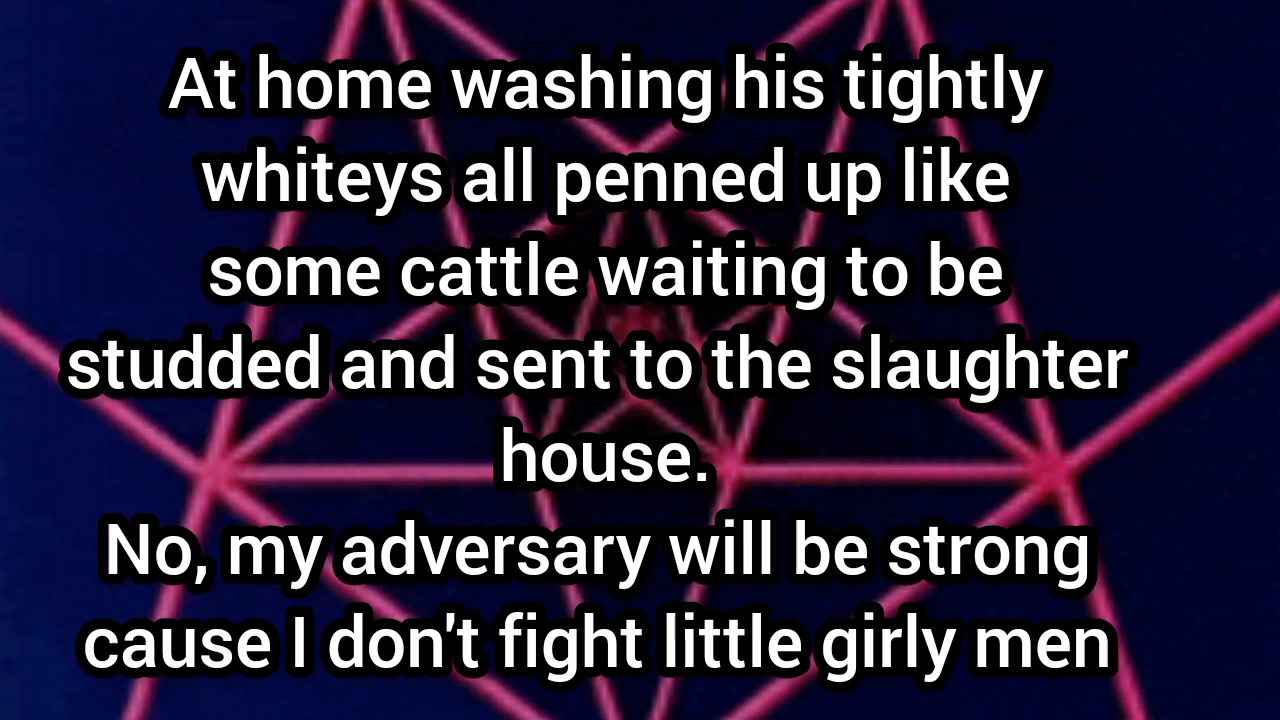 At home washing his tightly
whiteys all penned up like
some cattle waiting to be
studded and sent to the slaughter
house.
No, my adversary will be strong
cause I don't fight little girly men